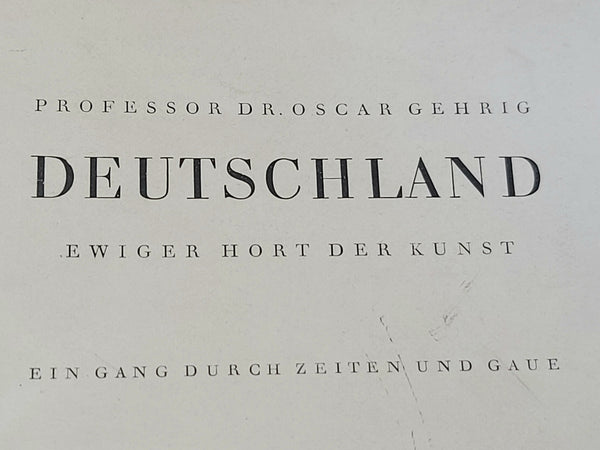 PROFESSOR DR. OSCAR GEHRIG
DEUTSCHLAND
EWIGER HORT DER KUNST
EIN GANG DURCH ZEITEN UND GAUE